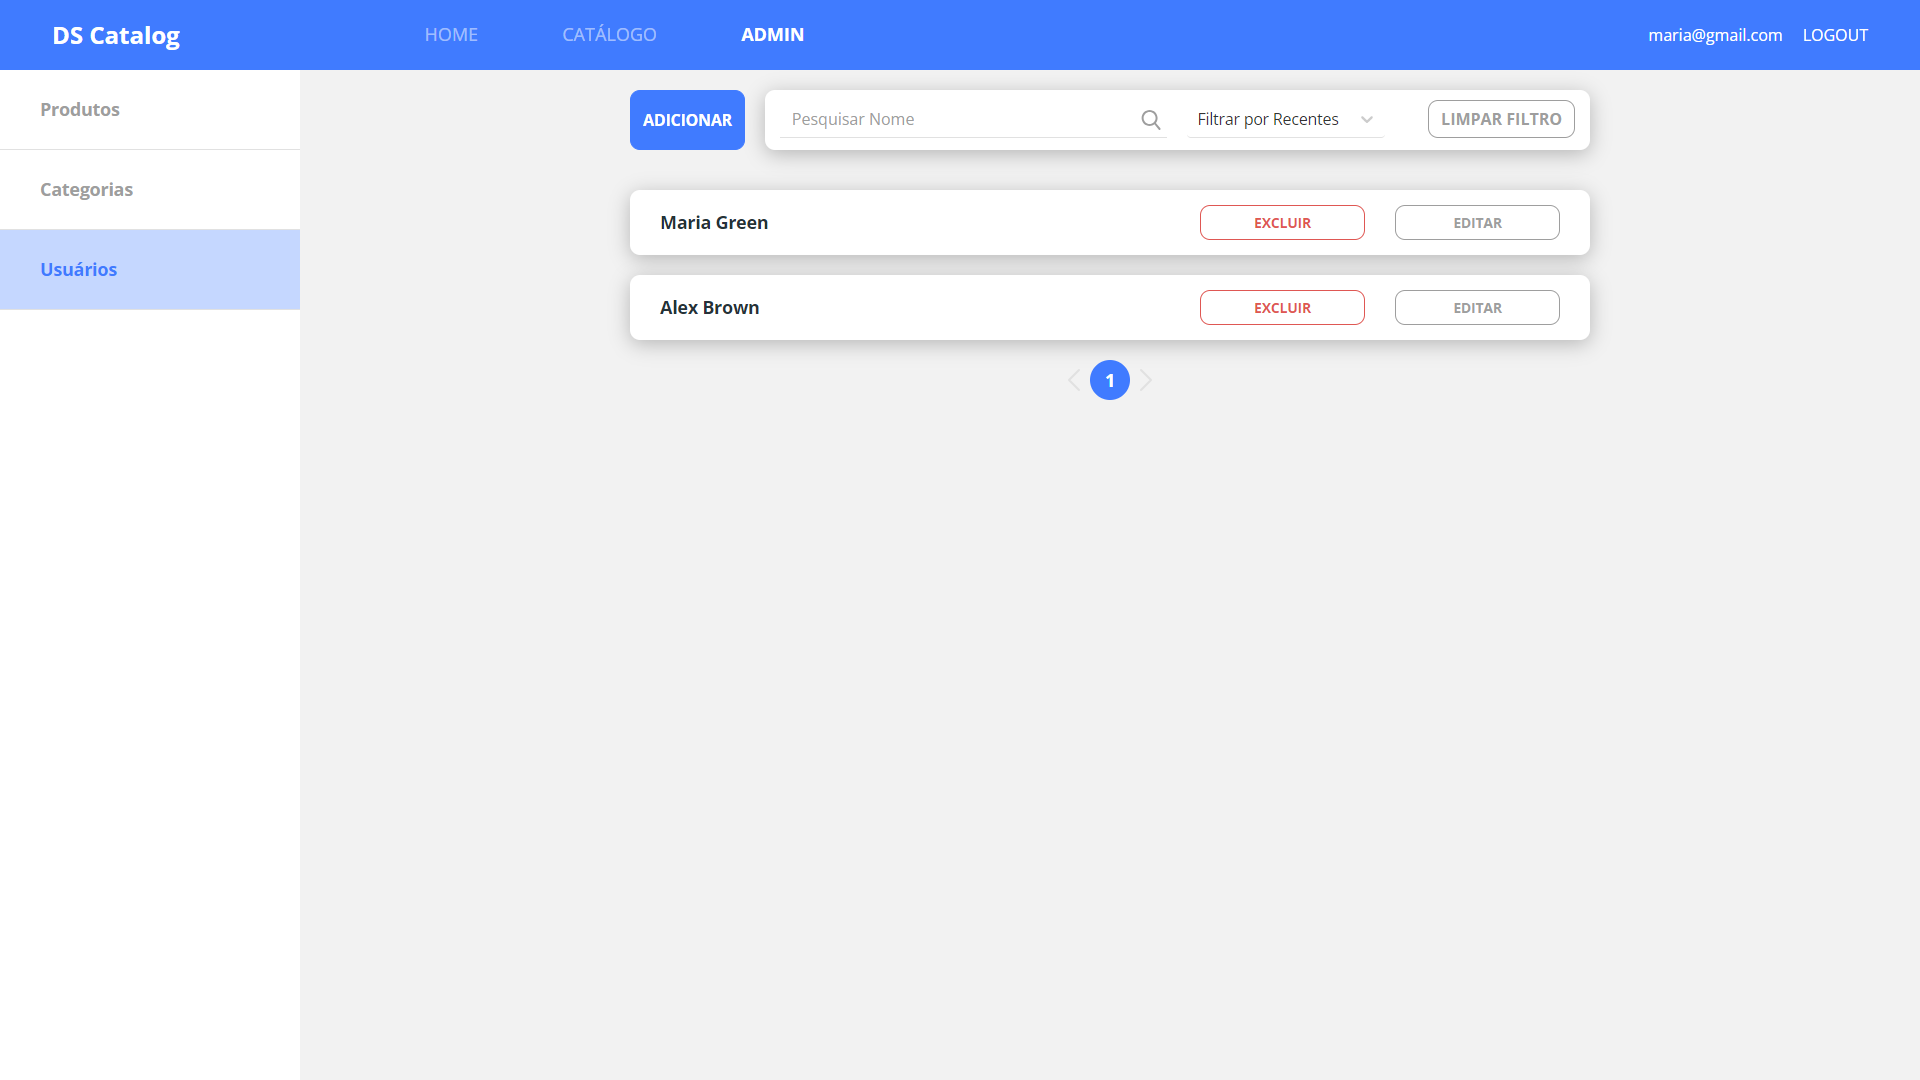 DS Catalog
HOME
CATÁLOGO
ADMIN
maria@gmail.com
LOGOUT
Produtos
Categorias
Usuários
ADICIONAR
Pesquisar Nome
Filtrar por Recentes
LIMPAR FILTRO
Maria Green
EXCLUIR
EDITAR
Alex Brown
EXCLUIR
EDITAR
1